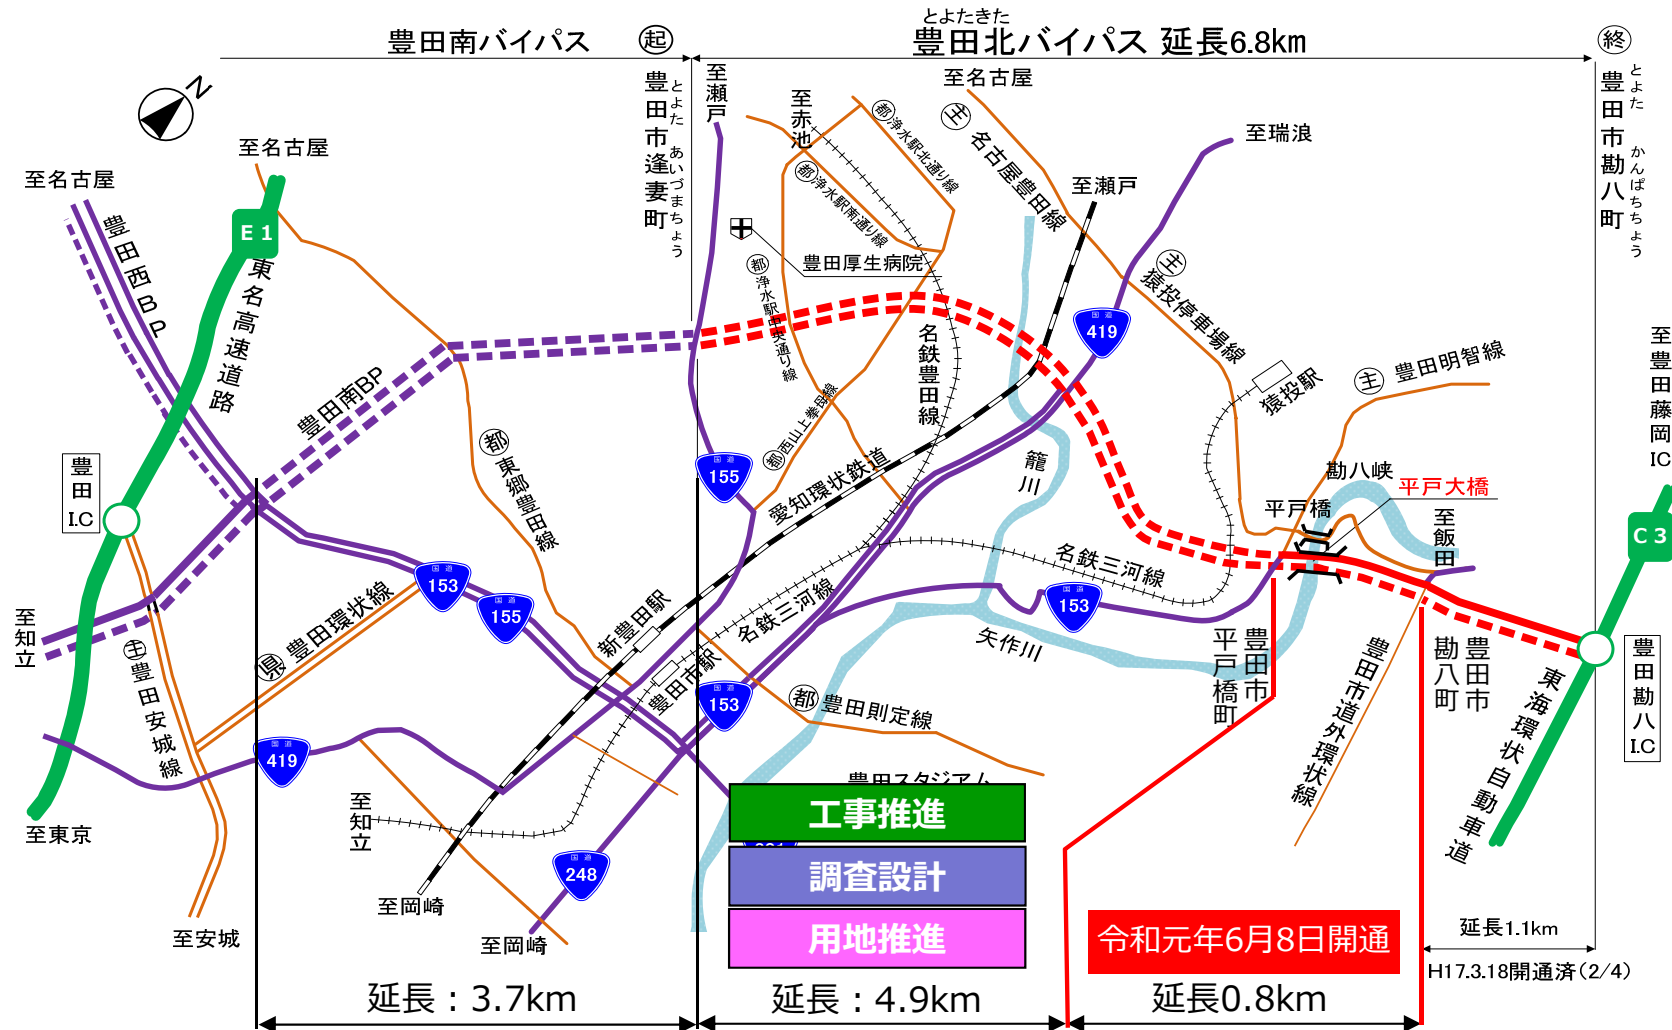 豊田南バイパス
起
とよたきた
豊田北バイパス 延長6.8km
終
豊田市逢妻町
とよた あいづまちょう
豊田市勘八町
とよた かんぱちちょう
N
至名古屋
至名古屋
E1
東名高速道路
豊田西BP
豊田南BP
至瀬戸
至赤池
都 浄水駅北通り線
都 浄水駅南通り線
豊田厚生病院
都 浄水駅中央通り線
至名古屋
主 名古屋豊田線
至瀬戸
至瑞浪
国道 419
主 猿投停車場線
猿投駅
主 豊田明智線
至豊田藤岡IC
名鉄豊田線
都 西山上拳母線
愛知環状鉄道
国道 155
籠川
勘八峡
平戸大橋
平戸橋
至飯田
C3
豊田 I.C
都 東郷豊田線
国道 153
国道 155
名鉄三河線
名鉄三河線
国道 153
矢作川
至知立
主 豊田安城線
県 豊田環状線
新豊田駅
豊田市駅
国道 153
都 豊田則定線
豊田市平戸橋町
豊田市道外環状線
豊田市勘八町
東海環状自動車道
豊田勘八 I.C
国道 419
至知立
豊田スタジアム
工事推進
調査設計
用地推進
国道 248
至東京
至安城
至岡崎
至岡崎
令和元年6月8日開通
延長1.1km
H17.3.18開通済(2/4)
延長：3.7km
延長：4.9km
延長0.8km